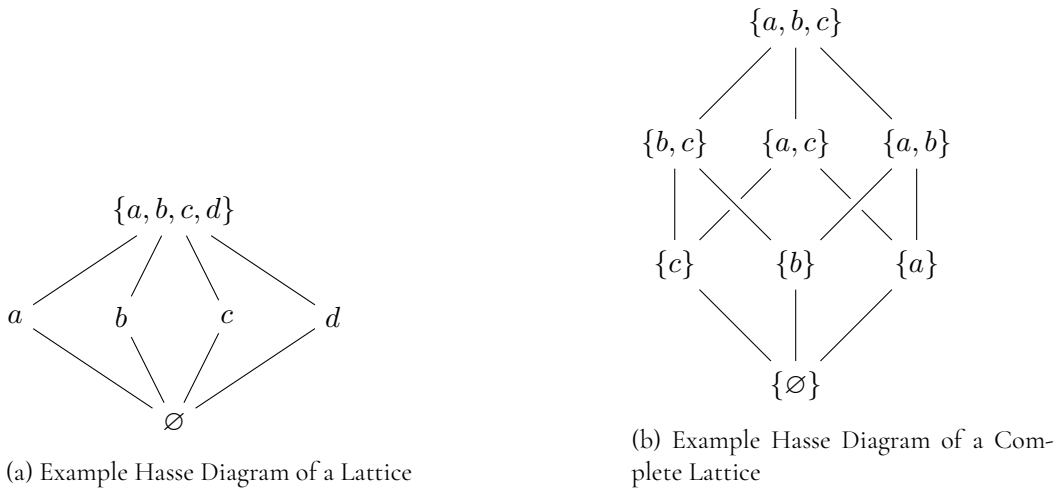 {a, b, c, d}
a b c d
∅
(a) Example Hasse Diagram of a Lattice
{a, b, c}
{b, c} {a, c} {a, b}
{c} {b} {a}
{∅}
(b) Example Hasse Diagram of a Com-
plete Lattice